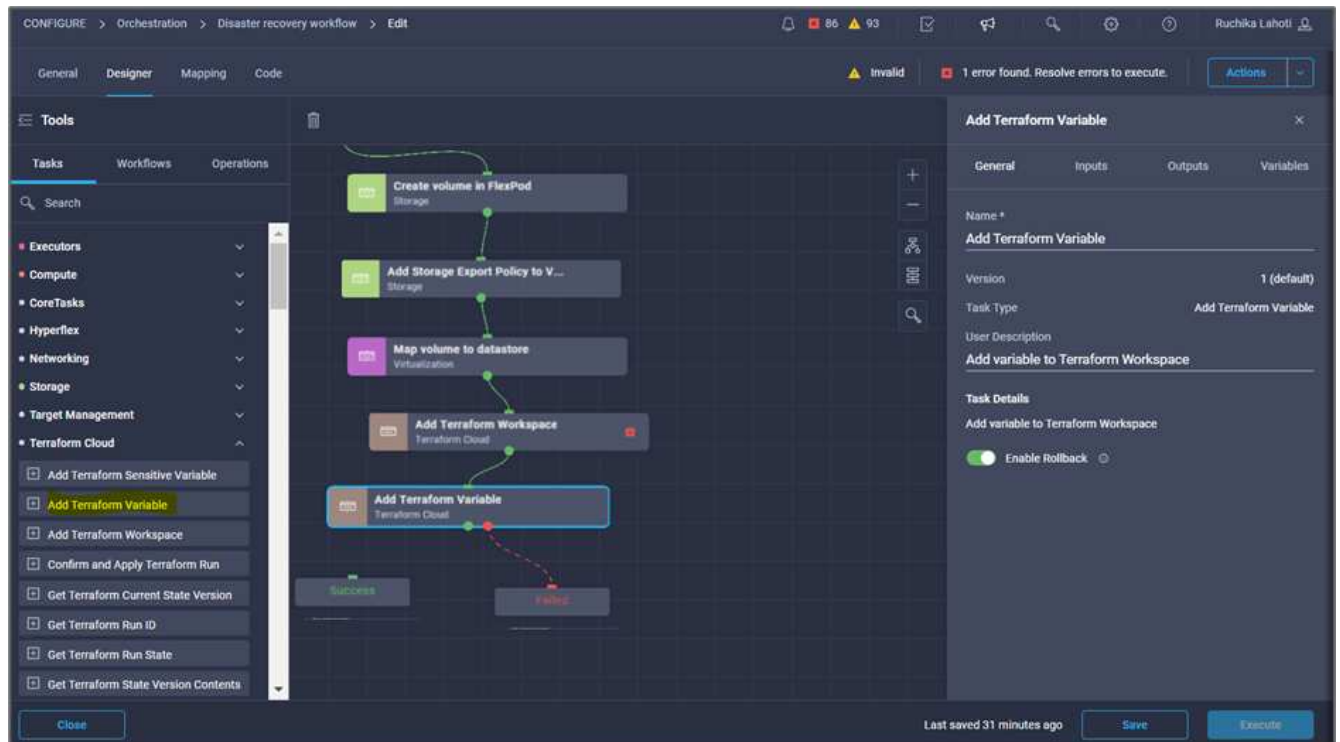 CONFIGURE > Orchestration > Disaster recovery workflow > Edit
86 93
Ruchika Lahoti
General Designer Mapping Code
Invalid
1 error found. Resolve errors to execute.
Actions
Tools
Tasks Workflows Operations
Search
Executors
Compute
CoreTasks
Hyperflex
Networking
Storage
Target Management
Terraform Cloud
Add Terraform Sensitive Variable
Add Terraform Variable
Add Terraform Workspace
Confirm and Apply Terraform Run
Get Terraform Current State Version
Get Terraform Run ID
Get Terraform Run State
Get Terraform State Version Contents
Create volume in FlexPod
Storage
Add Storage Export Policy to V...
Storage
Map volume to datastore
Virtualization
Add Terraform Workspace
Terraform Cloud
Add Terraform Variable
Terraform Cloud
Success
Failed
Add Terraform Variable
General Inputs Outputs Variables
Name *
Add Terraform Variable
Version 1 (default)
Task Type Add Terraform Variable
User Description
Add variable to Terraform Workspace
Task Details
Add variable to Terraform Workspace
Enable Rollback
Close
Last saved 31 minutes ago
Save
Execute